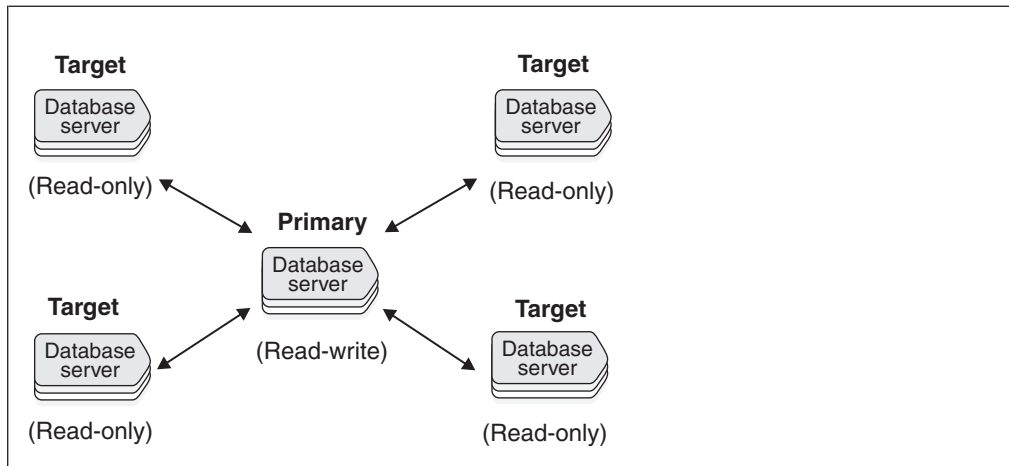 Target
Database
server
(Read-only)
Target
Database
server
(Read-only)
Primary
Database
server
(Read-write)
Target
Database
server
(Read-only)
Target
Database
server
(Read-only)